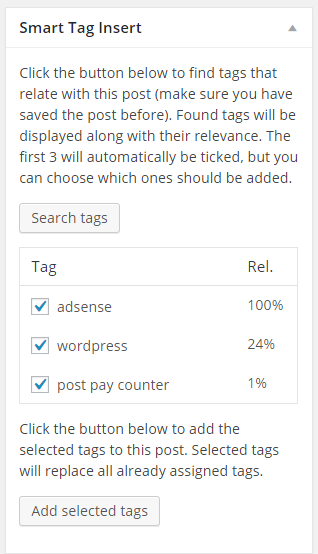 Smart Tag Insert
Click the button below to find tags that
relate with this post (make sure you have
saved the post before). Found tags will be
displayed along with their relevance. The
first 3 will automatically be ticked, but you
can choose which ones should be added.
Search tags
Tag Rel.
adsense 100%
wordpress 24%
post pay counter 1%
Click the button below to add the
selected tags to this post. Selected tags
will replace all already assigned tags.
Add selected tags